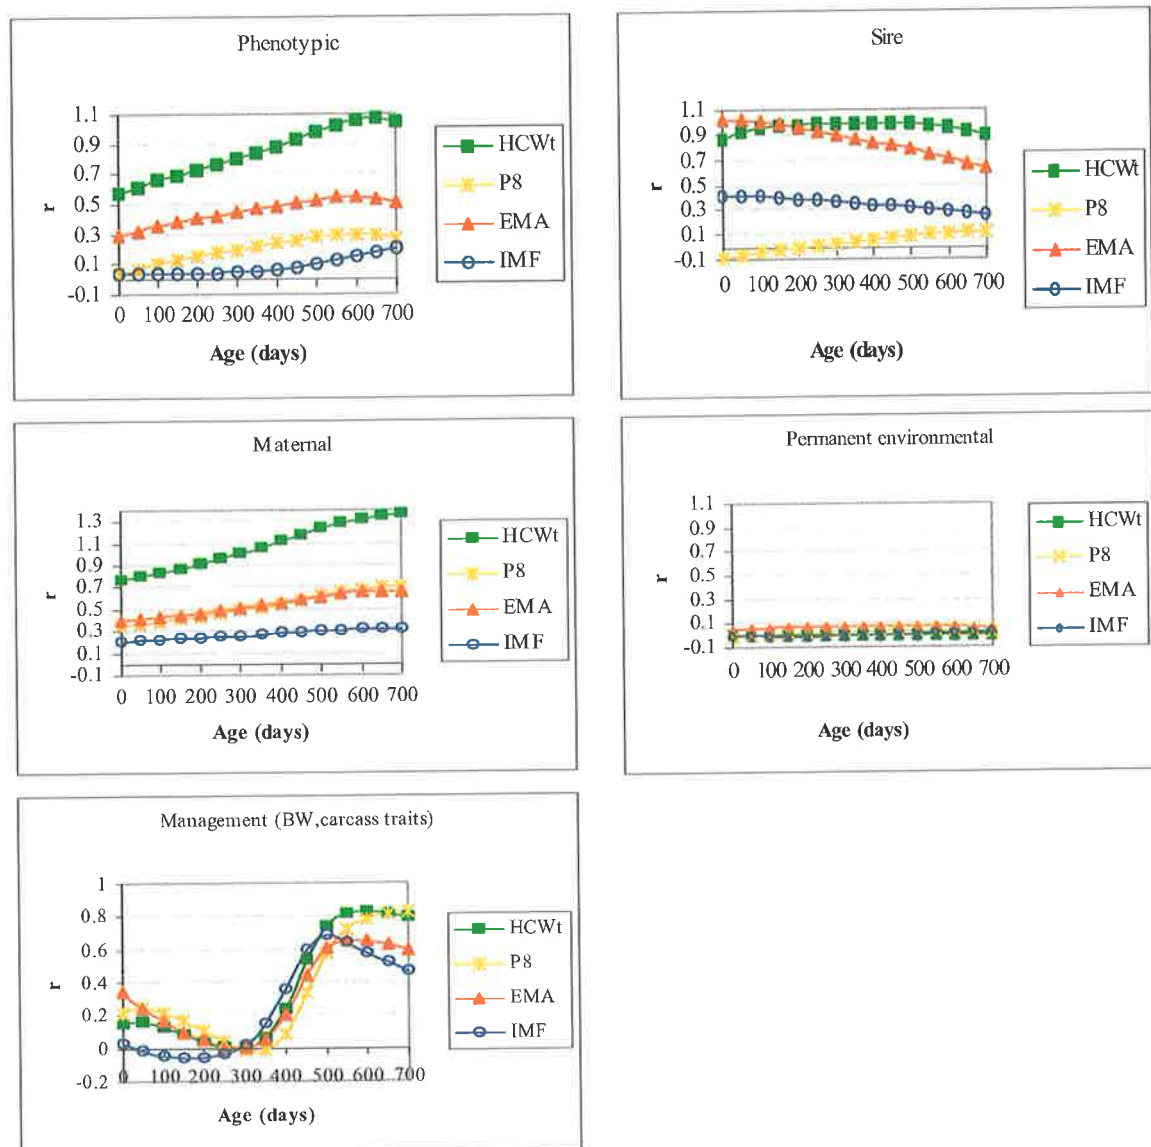 Phenotypic
1.1
0.9
0.7
0.5
0.3
0.1
-0.1
r
0 100 200 300 400 500 600 700
Age (days)
HCWt
P8
EMA
IMF
Sire
1.1
0.9
0.7
0.5
0.3
0.1
-0.1
r
0 100 200 300 400 500 600 700
Age (days)
HCWt
P8
EMA
IMF
Maternal
1.3
1.1
0.9
0.7
0.5
0.3
0.1
-0.1
r
0 100 200 300 400 500 600 700
Age (days)
HCWt
P8
EMA
IMF
Permanent environmental
1.1
0.9
0.7
0.5
0.3
0.1
-0.1
r
0 100 200 300 400 500 600 700
Age (days)
HCWt
P8
EMA
IMF
Management (BW,carcass traits)
1
0.8
0.6
0.4
0.2
0
-0.2
r
0 100 200 300 400 500 600 700
Age (days)
HCWt
P8
EMA
IMF